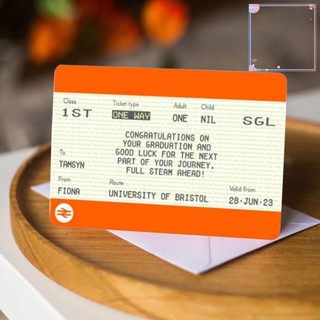 Class Ticket type Adult Child
1ST ONE WAY ONE NIL SGL
CONGRATULATIONS ON
YOUR GRADUATION AND
GOOD LUCK FOR THE NEXT
PART OF YOUR JOURNEY.
FULL STEAM AHEAD!
To
TAMSYN
From Route Valid from
FIONA UNIVERSITY OF BRISTOL 28·JUN·23